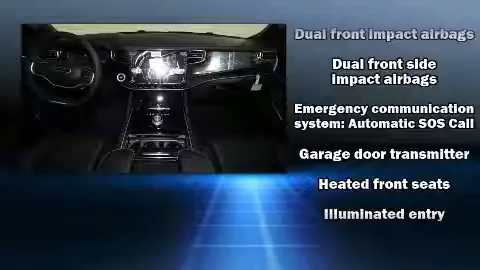 Dual front impact airbags
Dual front side
impact airbags
Emergency communication
system: Automatic SOS Call
Garage door transmitter
Heated front seats
Illuminated entry